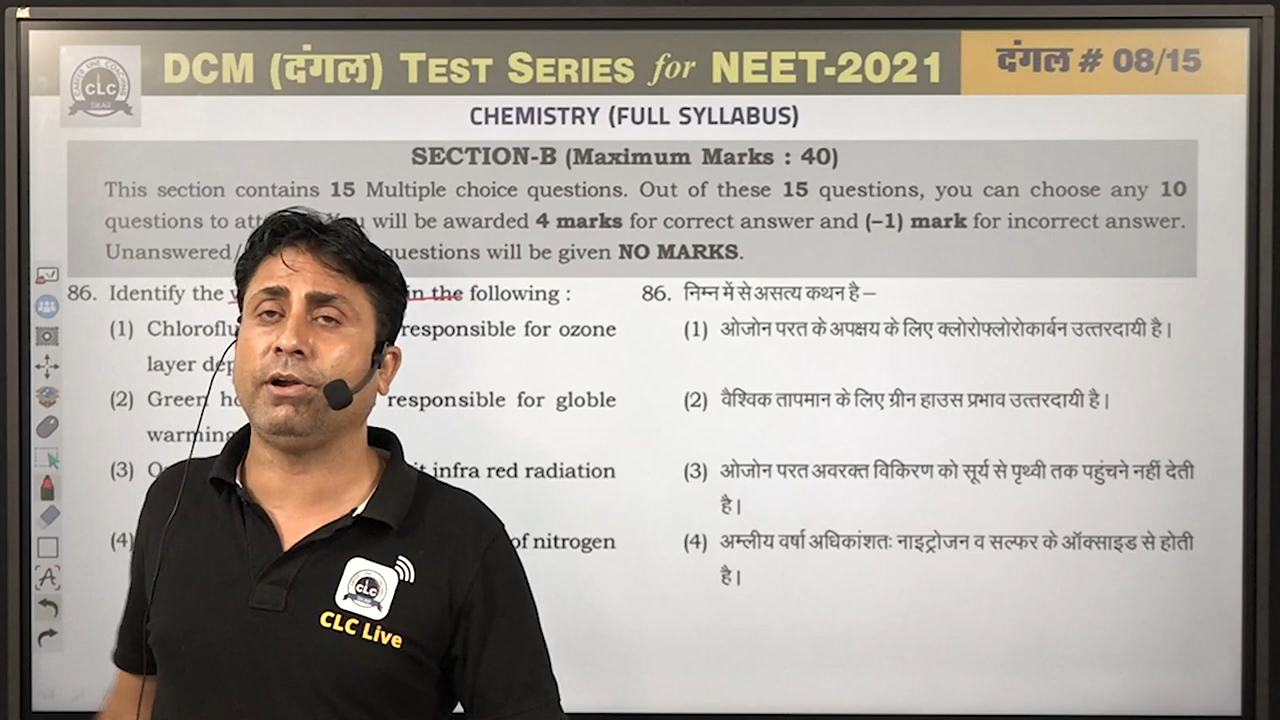 DCM (दंगल) TEST SERIES for NEET-2021
दंगल # 08/15
CLC
SIKAR
CHEMISTRY (FULL SYLLABUS)
SECTION-B (Maximum Marks : 40)
This section contains 15 Multiple choice questions. Out of these 15 questions, you can choose any 10
questions to will be awarded 4 marks for correct answer and (–1) mark for incorrect answer.
Unanswered/ questions will be given NO MARKS.
86. Identify the in the following :
(1) responsible for ozone
layer
(2) Green responsible for globle
warming
(3) infra red radiation
(4) of nitrogen
86. निम्न में से असत्य कथन है –
(1) ओजोन परत के अपक्षय के लिए क्लोरोफ्लोरोकार्बन उत्तरदायी है।
(2) वैश्विक तापमान के लिए ग्रीन हाउस प्रभाव उत्तरदायी है।
(3) ओजोन परत अवरक्त विकिरण को सूर्य से पृथ्वी तक पहुंचने नहीं देती
है।
(4) अम्लीय वर्षा अधिकांशतः नाइट्रोजन व सल्फर के ऑक्साइड से होती
है।
CLC
CLC Live